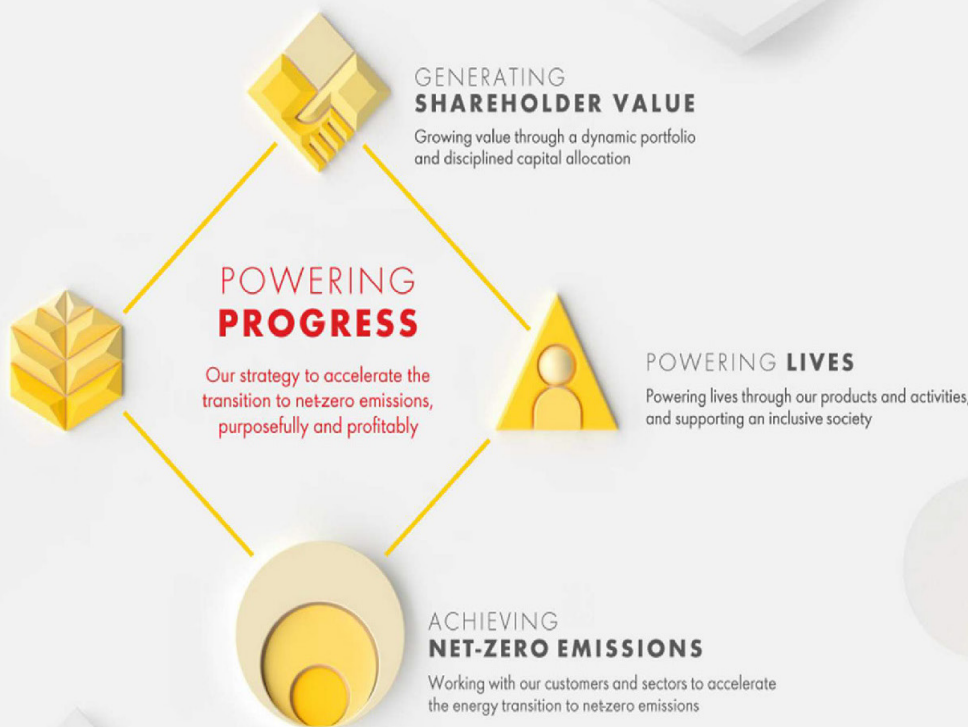 GENERATING
SHAREHOLDER VALUE
Growing value through a dynamic portfolio
and disciplined capital allocation
POWERING
PROGRESS
Our strategy to accelerate the
transition to net-zero emissions,
purposefully and profitably
POWERING LIVES
Powering lives through our products and activities,
and supporting an inclusive society
ACHIEVING
NET-ZERO EMISSIONS
Working with our customers and sectors to accelerate
the energy transition to net-zero emissions